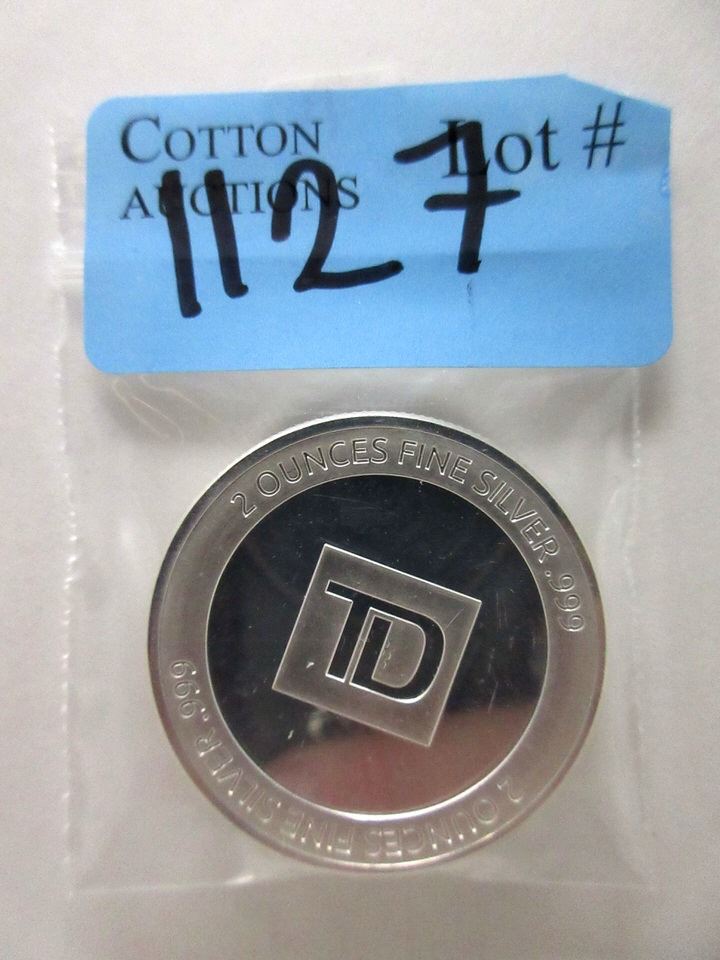 COTTON
AUCTIONS
Lot #
1127
2 OUNCES FINE SILVER .999
TD
2 OUNCES FINE SILVER .999